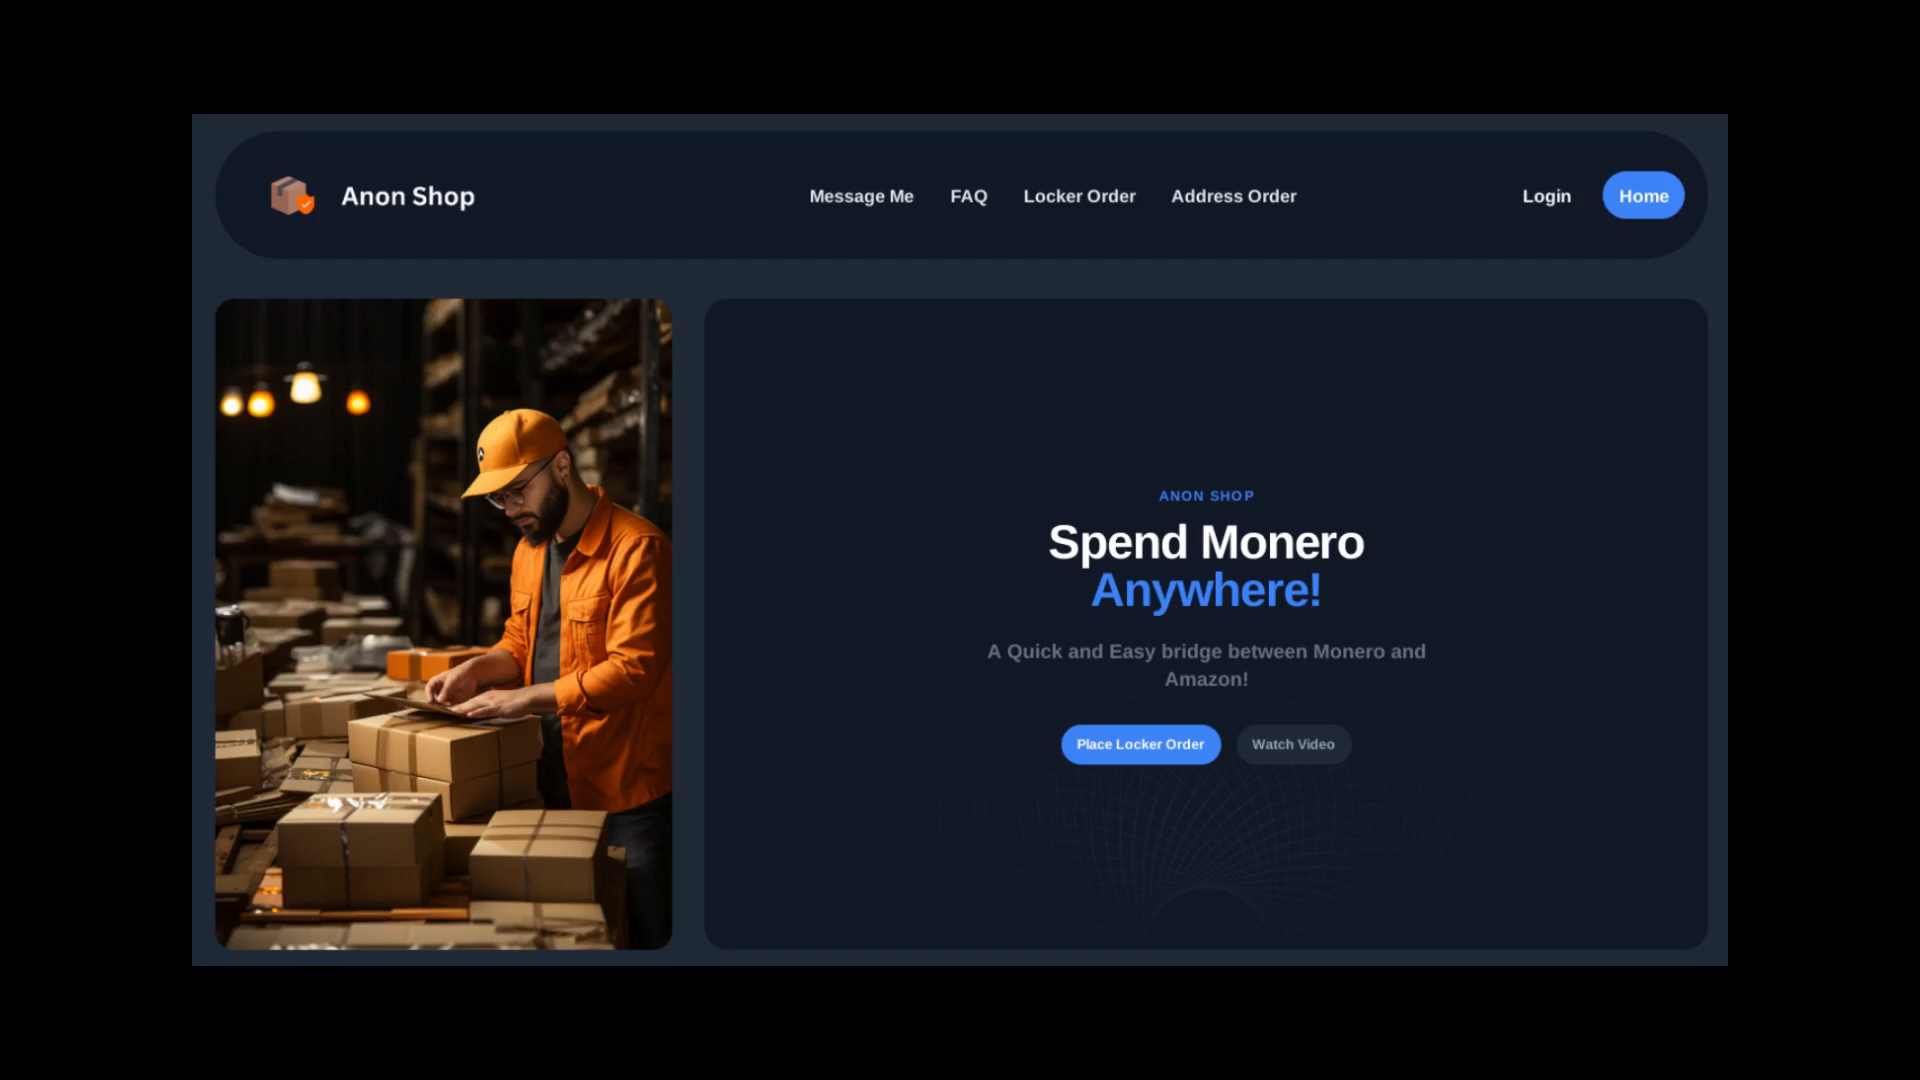 Anon Shop
Message Me
FAQ
Locker Order
Address Order
Login
Home
ANON SHOP
Spend Monero
Anywhere!
A Quick and Easy bridge between Monero and
Amazon!
Place Locker Order
Watch Video